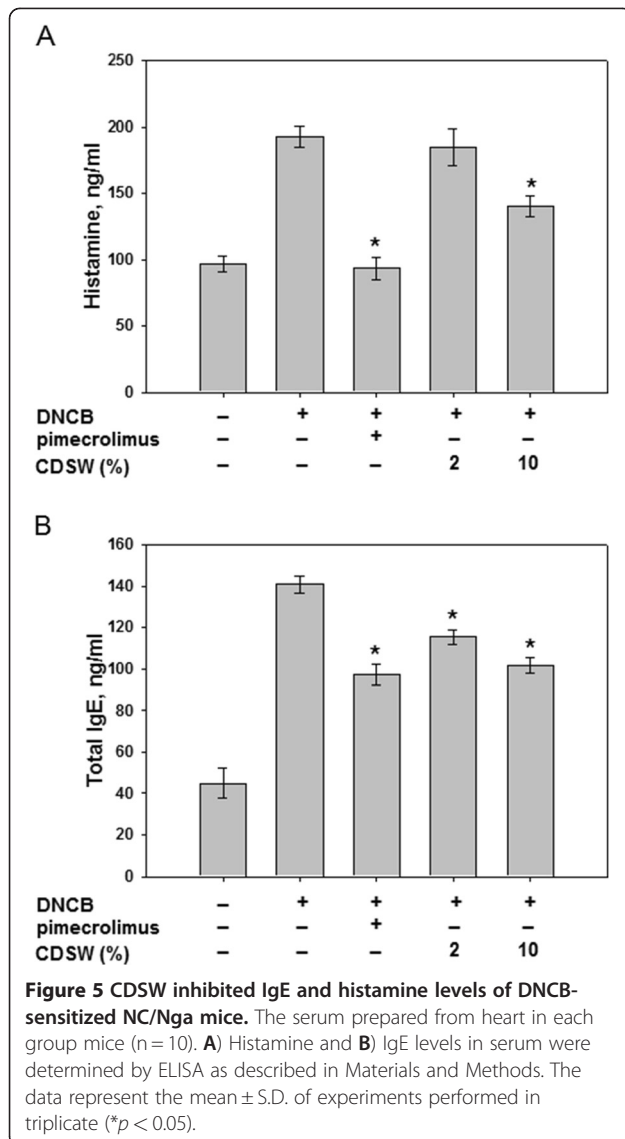 A
250
200
150
100
50
0
Histamine, ng/ml
* *
DNCB – + + + +
pimecrolimus – – + – –
CDSW (%) – – – 2 10
B
160
140
120
100
80
60
40
20
0
Total IgE, ng/ml
* * *
DNCB – + + + +
pimecrolimus – – + – –
CDSW (%) – – – 2 10
Figure 5 CDSW inhibited IgE and histamine levels of DNCB-
sensitized NC/Nga mice. The serum prepared from heart in each
group mice (n = 10). A) Histamine and B) IgE levels in serum were
determined by ELISA as described in Materials and Methods. The
data represent the mean ± S.D. of experiments performed in
triplicate (*p < 0.05).